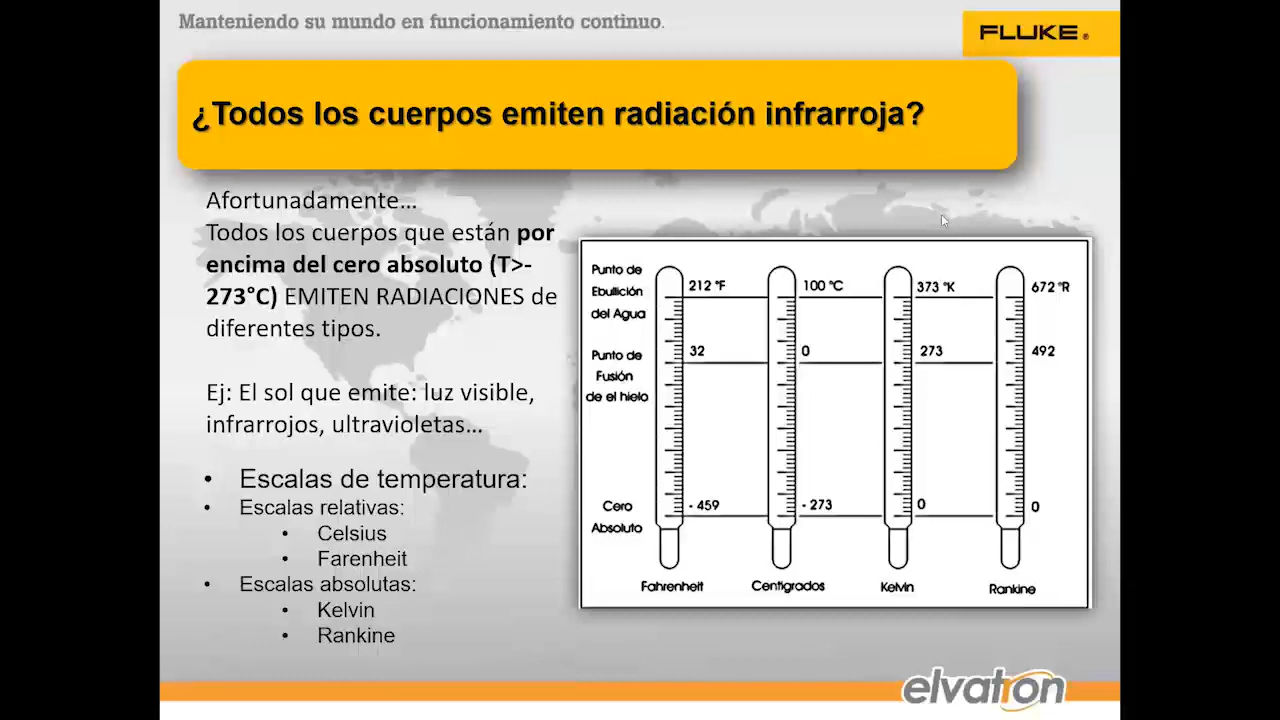 Manteniendo su mundo en funcionamiento continuo.
FLUKE®
¿Todos los cuerpos emiten radiación infrarroja?
Afortunadamente…
Todos los cuerpos que están por
encima del cero absoluto (T>-
273°C) EMITEN RADIACIONES de
diferentes tipos.
Ej: El sol que emite: luz visible,
infrarrojos, ultravioletas…
• Escalas de temperatura:
• Escalas relativas:
• Celsius
• Farenheit
• Escalas absolutas:
• Kelvin
• Rankine
Punto de
Ebullición
del Agua
212 °F
100 °C
373 °K
672 °R
Punto de
Fusión
de el hielo
32
0
273
492
Cero
Absoluto
- 459
- 273
0
0
Fahrenheit
Centígrados
Kelvin
Rankine
elvatron